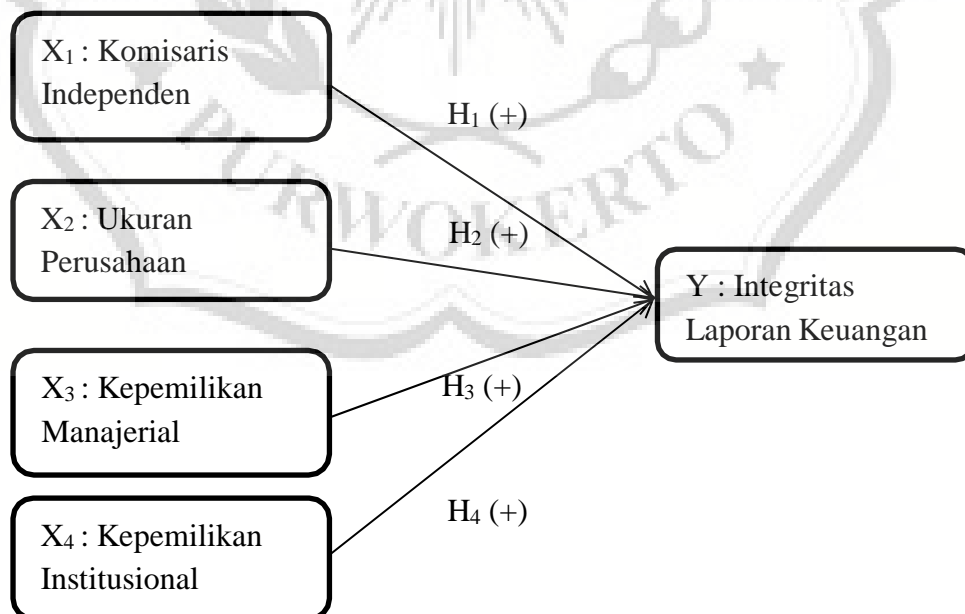 X₁ : Komisaris
Independen
H₁ (+)
X₂ : Ukuran
Perusahaan
H₂ (+)
Y : Integritas
Laporan Keuangan
X₃ : Kepemilikan
Manajerial
H₃ (+)
X₄ : Kepemilikan
Institusional
H₄ (+)
PURWOKERTO